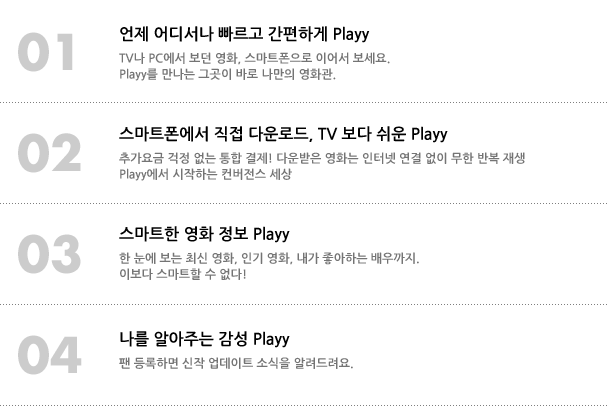 01
언제 어디서나 빠르고 간편하게 Playy
TV나 PC에서 보던 영화, 스마트폰으로 이어서 보세요.
Playy를 만나는 그곳이 바로 나만의 영화관.
02
스마트폰에서 직접 다운로드, TV 보다 쉬운 Playy
추가요금 걱정 없는 통합 결제! 다운받은 영화는 인터넷 연결 없이 무한 반복 재생
Playy에서 시작하는 컨버전스 세상
03
스마트한 영화 정보 Playy
한 눈에 보는 최신 영화, 인기 영화, 내가 좋아하는 배우까지.
이보다 스마트할 수 없다!
04
나를 알아주는 감성 Playy
팬 등록하면 신작 업데이트 소식을 알려드려요.